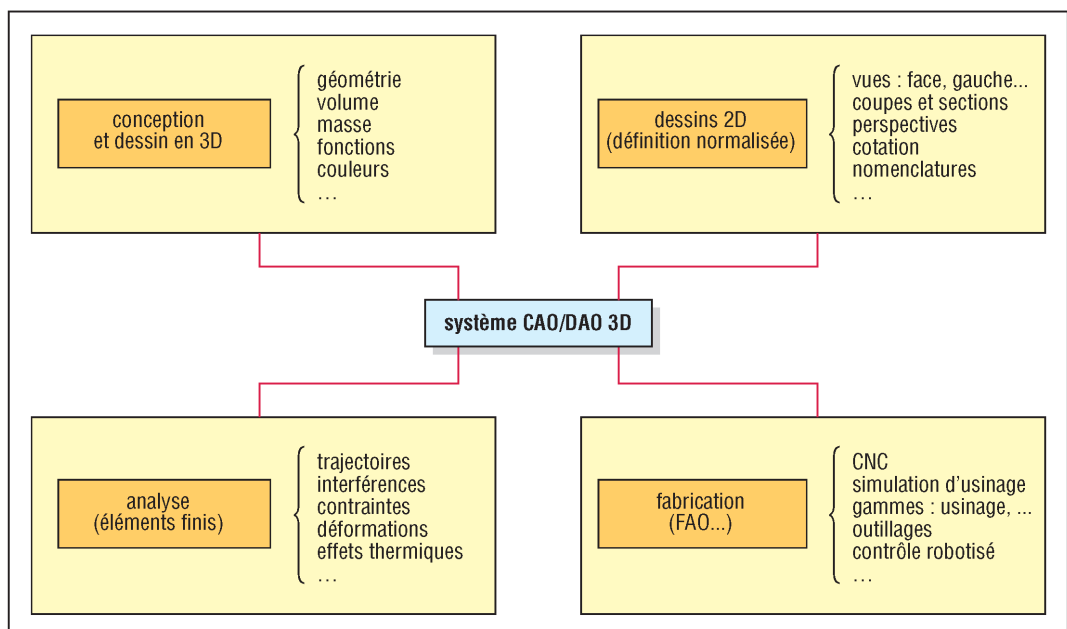 conception
et dessin en 3D
géométrie
volume
masse
fonctions
couleurs
…
dessins 2D
(définition normalisée)
vues : face, gauche...
coupes et sections
perspectives
cotation
nomenclatures
…
système CAO/DAO 3D
analyse
(éléments finis)
trajectoires
interférences
contraintes
déformations
effets thermiques
…
fabrication
(FAO...)
CNC
simulation d’usinage
gammes : usinage, ...
outillages
contrôle robotisé
…